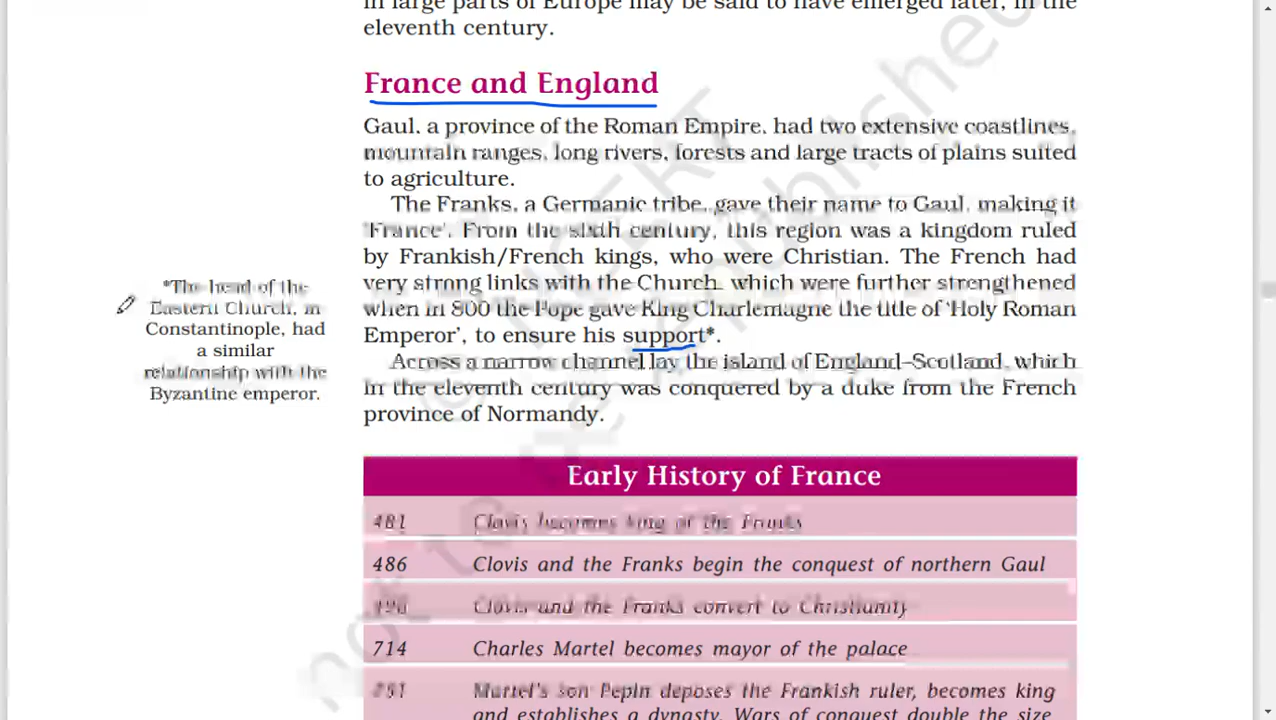 in large parts of Europe may be said to have emerged later, in the
eleventh century.
France and England
Gaul, a province of the Roman Empire, had two extensive coastlines,
mountain ranges, long rivers, forests and large tracts of plains suited
to agriculture.
The Franks, a Germanic tribe, gave their name to Gaul, making it
'France'. From the sixth century, this region was a kingdom ruled
by Frankish/French kings, who were Christian. The French had
very strong links with the Church, which were further strengthened
when in 800 the Pope gave King Charlemagne the title of 'Holy Roman
Emperor', to ensure his support*.
*The head of the
Eastern Church, in
Constantinople, had
a similar
relationship with the
Byzantine emperor.
Across a narrow channel lay the island of England–Scotland, which
in the eleventh century was conquered by a duke from the French
province of Normandy.
Early History of France
481 Clovis becomes king of the Franks
486 Clovis and the Franks begin the conquest of northern Gaul
496 Clovis and the Franks convert to Christianity
714 Charles Martel becomes mayor of the palace
751 Martel's son Pepin deposes the Frankish ruler, becomes king
and establishes a dynasty. Wars of conquest double the size
© NCERT
not to be republished